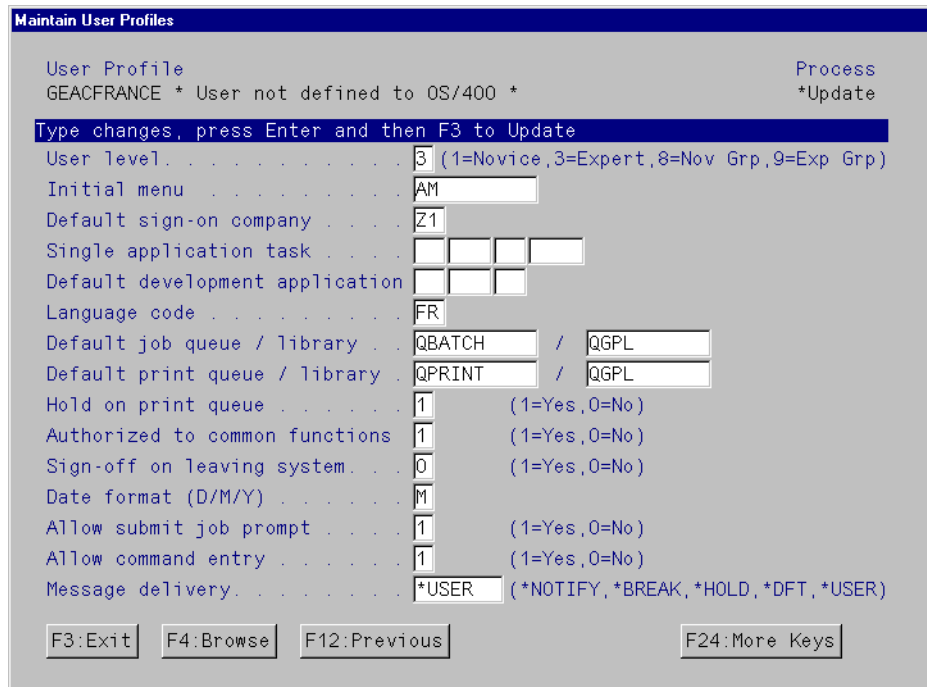 Maintain User Profiles
User Profile Process
GEACFRANCE * User not defined to OS/400 * *Update
Type changes, press Enter and then F3 to Update
User level. . . . . . . . . . . 3 (1=Novice,3=Expert,8=Nov Grp,9=Exp Grp)
Initial menu . . . . . . . . . AM
Default sign-on company . . . . Z1
Single application task . . . .
Default development application
Language code . . . . . . . . . FR
Default job queue / library . . QBATCH / QGPL
Default print queue / library . QPRINT / QGPL
Hold on print queue . . . . . . 1 (1=Yes,0=No)
Authorized to common functions 1 (1=Yes,0=No)
Sign-off on leaving system. . . 0 (1=Yes,0=No)
Date format (D/M/Y) . . . . . . M
Allow submit job prompt . . . . 1 (1=Yes,0=No)
Allow command entry . . . . . . 1 (1=Yes,0=No)
Message delivery. . . . . . . . *USER (*NOTIFY,*BREAK,*HOLD,*DFT,*USER)
F3:Exit F4:Browse F12:Previous F24:More Keys